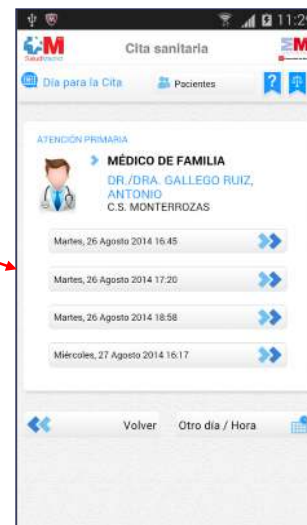 11:29
SaludMadrid
Cita sanitaria
M
Día para la Cita
Pacientes
?
ATENCIÓN PRIMARIA
MÉDICO DE FAMILIA
DR./DRA. GALLEGO RUIZ,
ANTONIO
C.S. MONTERROZAS
Martes, 26 Agosto 2014 16:45
Martes, 26 Agosto 2014 17:20
Martes, 26 Agosto 2014 18:58
Miércoles, 27 Agosto 2014 16:17
Volver
Otro día / Hora